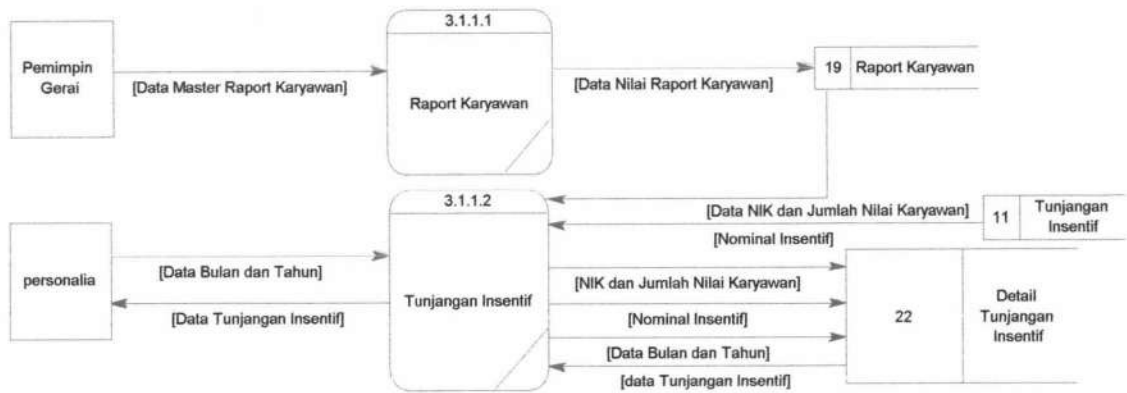 3.1.1.1
Pemimpin
Gerai
[Data Master Raport Karyawan]
Raport Karyawan
[Data Nilai Raport Karyawan]
19 Raport Karyawan
3.1.1.2
[Data NIK dan Jumlah Nilai Karyawan]
11 Tunjangan
Insentif
[Nominal Insentif]
personalia
[Data Bulan dan Tahun]
[Data Tunjangan Insentif]
Tunjangan Insentif
[NIK dan Jumlah Nilai Karyawan]
[Nominal Insentif]
[Data Bulan dan Tahun]
[data Tunjangan Insentif]
22
Detail
Tunjangan
Insentif